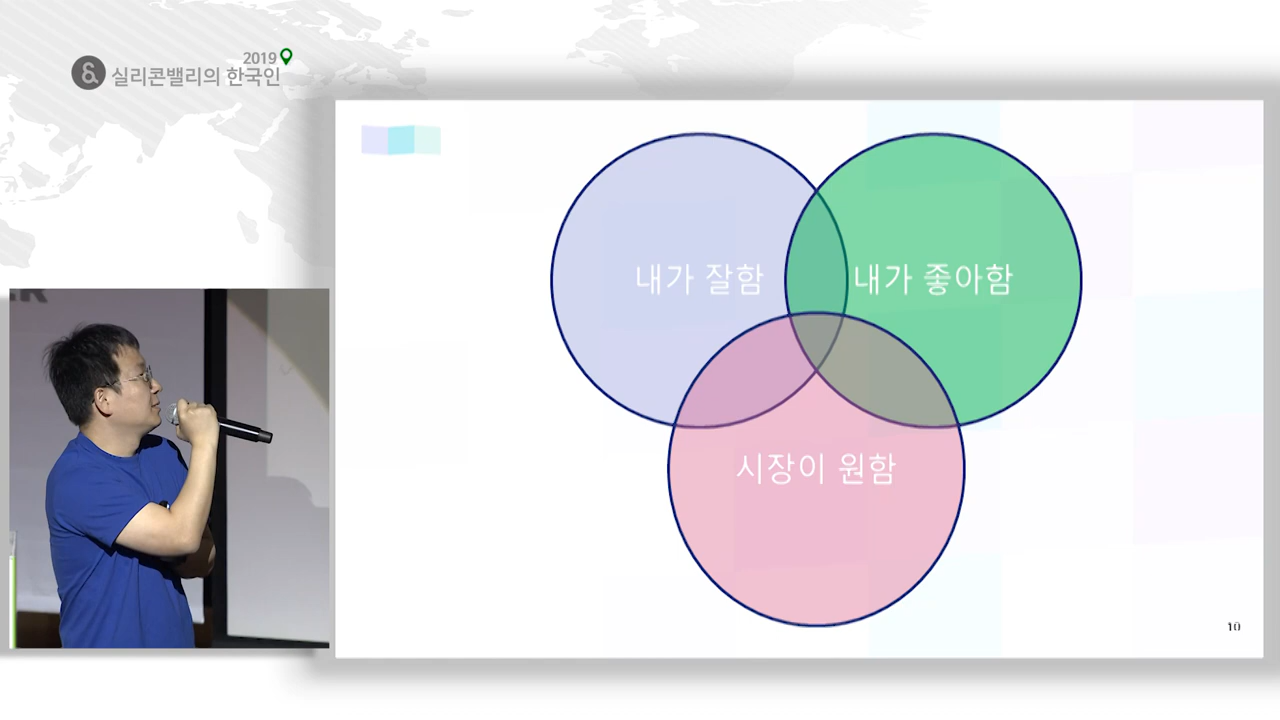 2019
& 실리콘밸리의 한국인
내가 잘함
내가 좋아함
시장이 원함
10